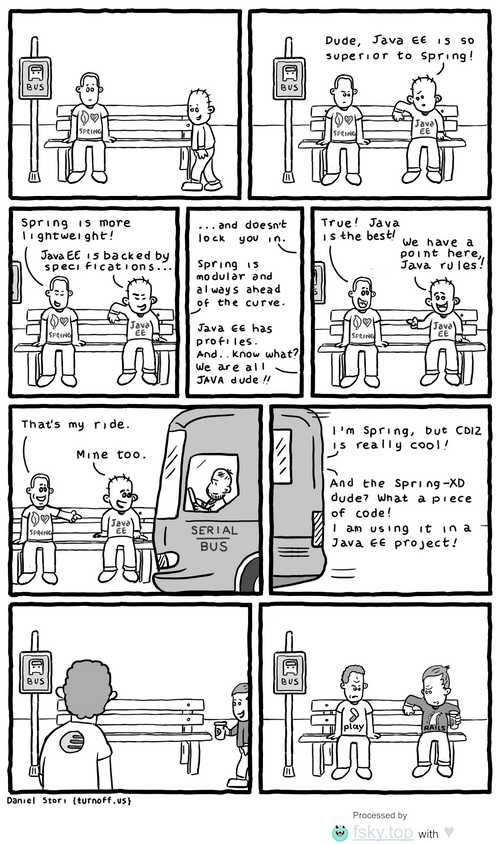 BUS
SPRING
Dude, Java EE is so
superior to Spring!
BUS
SPRING
Java
EE
Spring is more
lightweight!
Java EE is backed by
specifications...
SPRING
Java
EE
...and doesn't
lock you in.
Spring is
modular and
always ahead
of the curve.
Java EE has
profiles.
And..know what?
We are all
JAVA dude!!
True! Java
is the best!
We have a
point here,
Java rules!
SPRING
Java
EE
That's my ride.
Mine too.
SPRING
Java
EE
SERIAL
BUS
I'm Spring, but CDI2
is really cool!
And the Spring-XD
dude? What a piece
of code!
I am using it in a
Java EE project!
BUS
BUS
play
RAILS
Daniel Stori {turnoff.us}
Processed by
fsky.top with